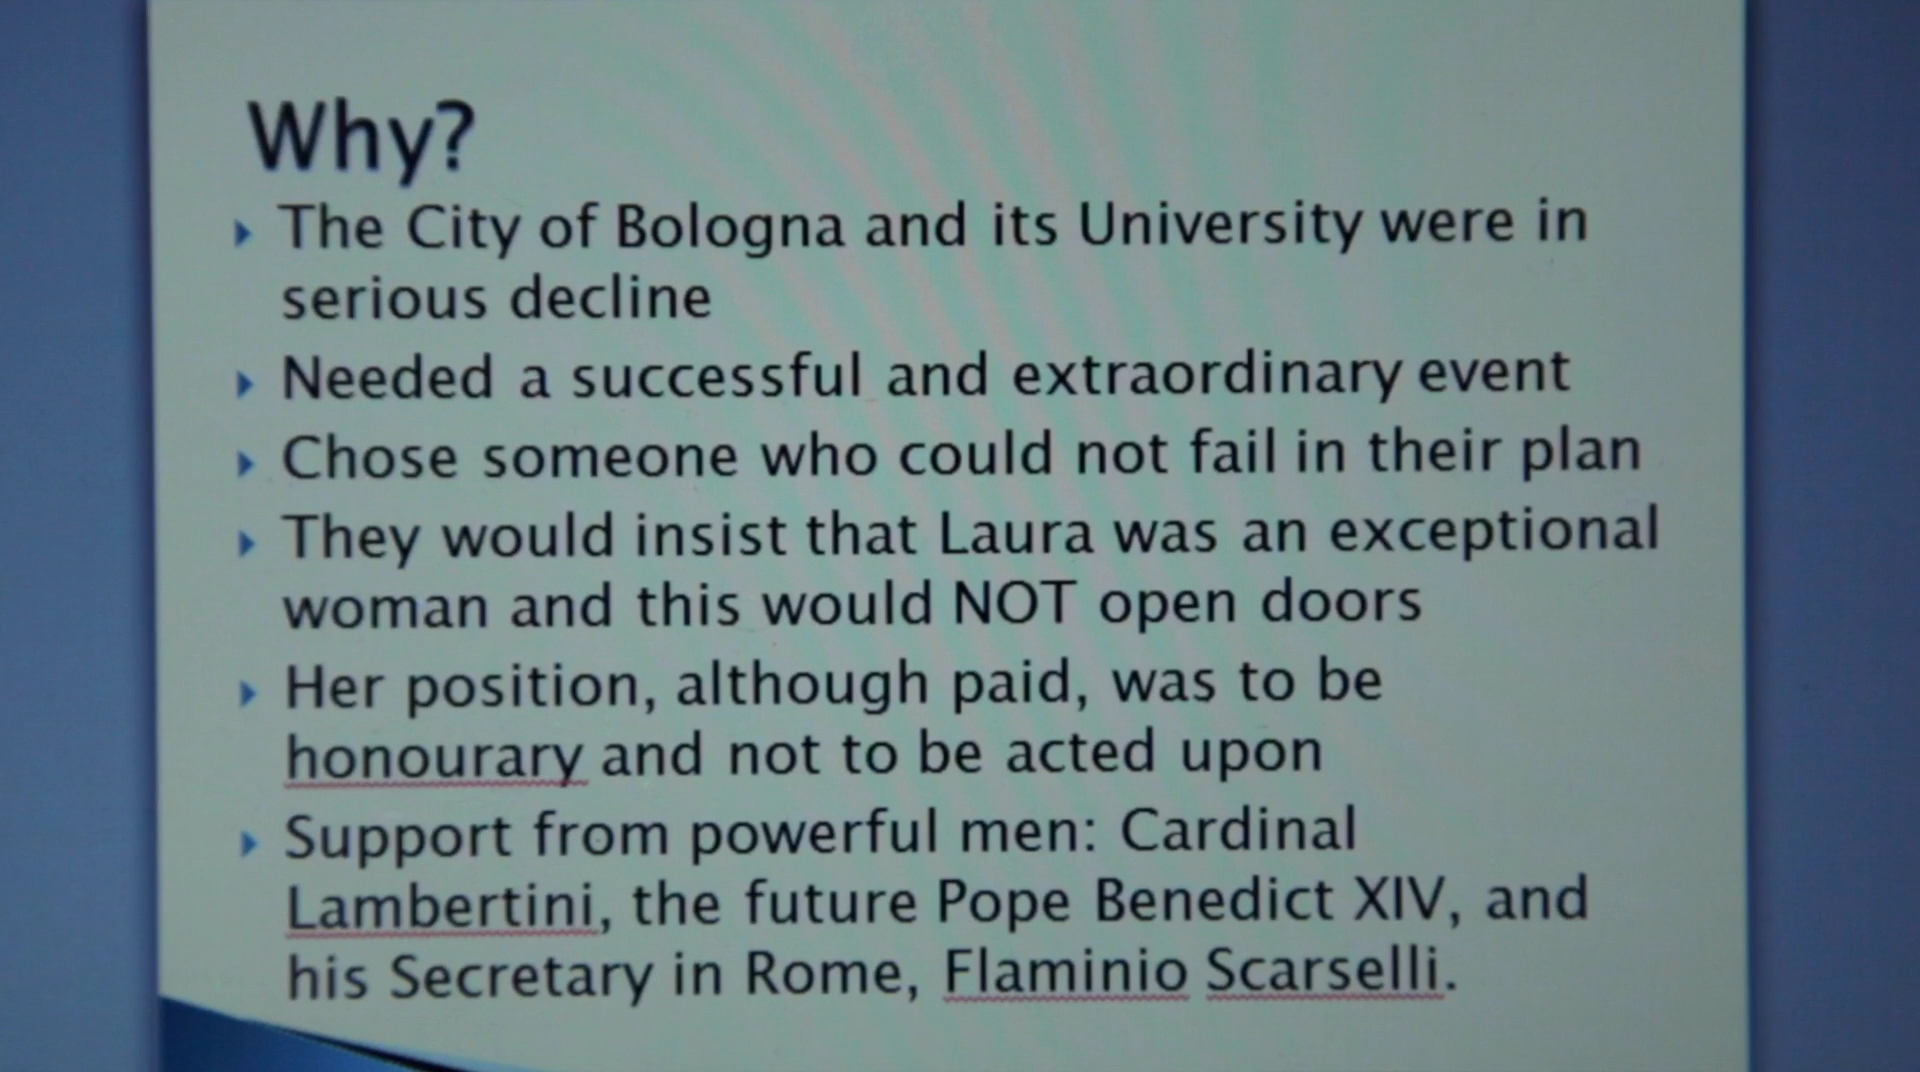 Why?
The City of Bologna and its University were in
serious decline
Needed a successful and extraordinary event
Chose someone who could not fail in their plan
They would insist that Laura was an exceptional
woman and this would NOT open doors
Her position, although paid, was to be
honourary and not to be acted upon
Support from powerful men: Cardinal
Lambertini, the future Pope Benedict XIV, and
his Secretary in Rome, Flaminio Scarselli.